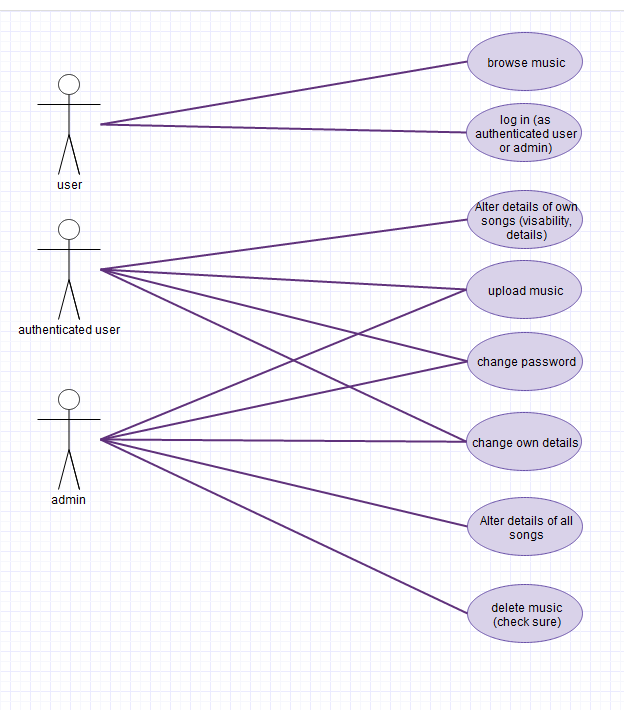 browse music
log in (as
authenticated user
or admin)
user
Alter details of own
songs (visability,
details)
upload music
authenticated user
change password
change own details
admin
Alter details of all
songs
delete music
(check sure)